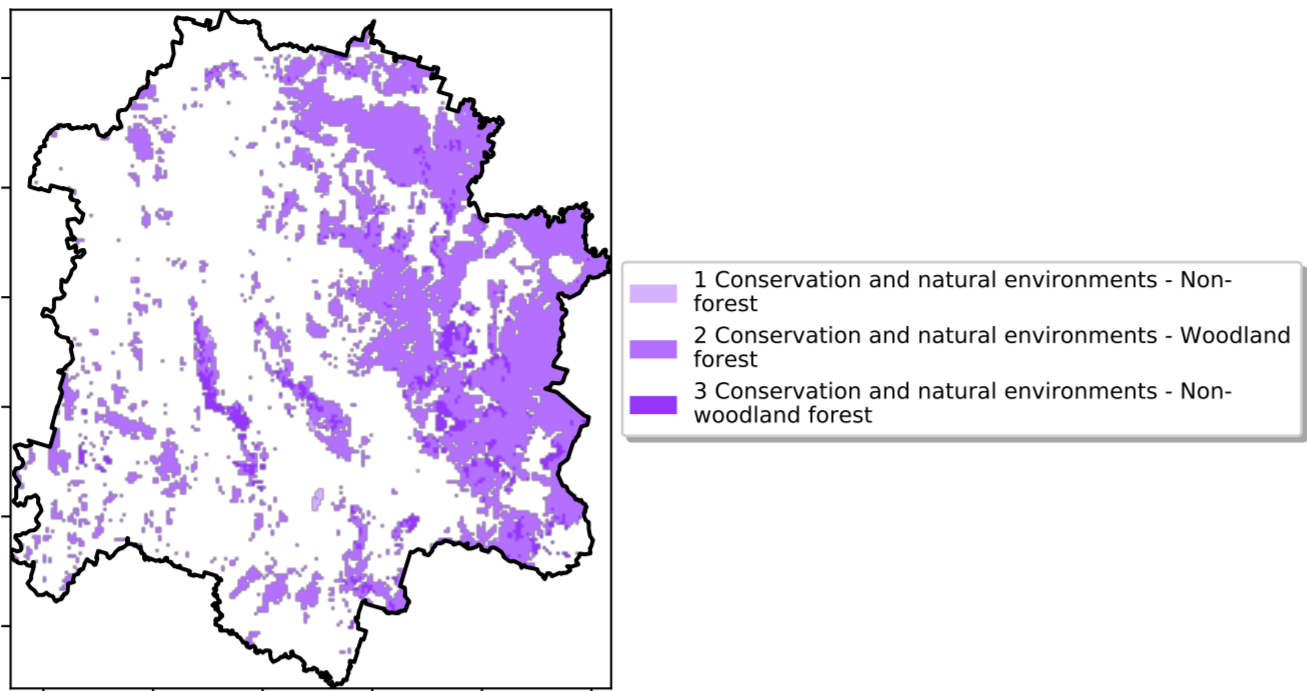 1 Conservation and natural environments - Non-
forest
2 Conservation and natural environments - Woodland
forest
3 Conservation and natural environments - Non-
woodland forest